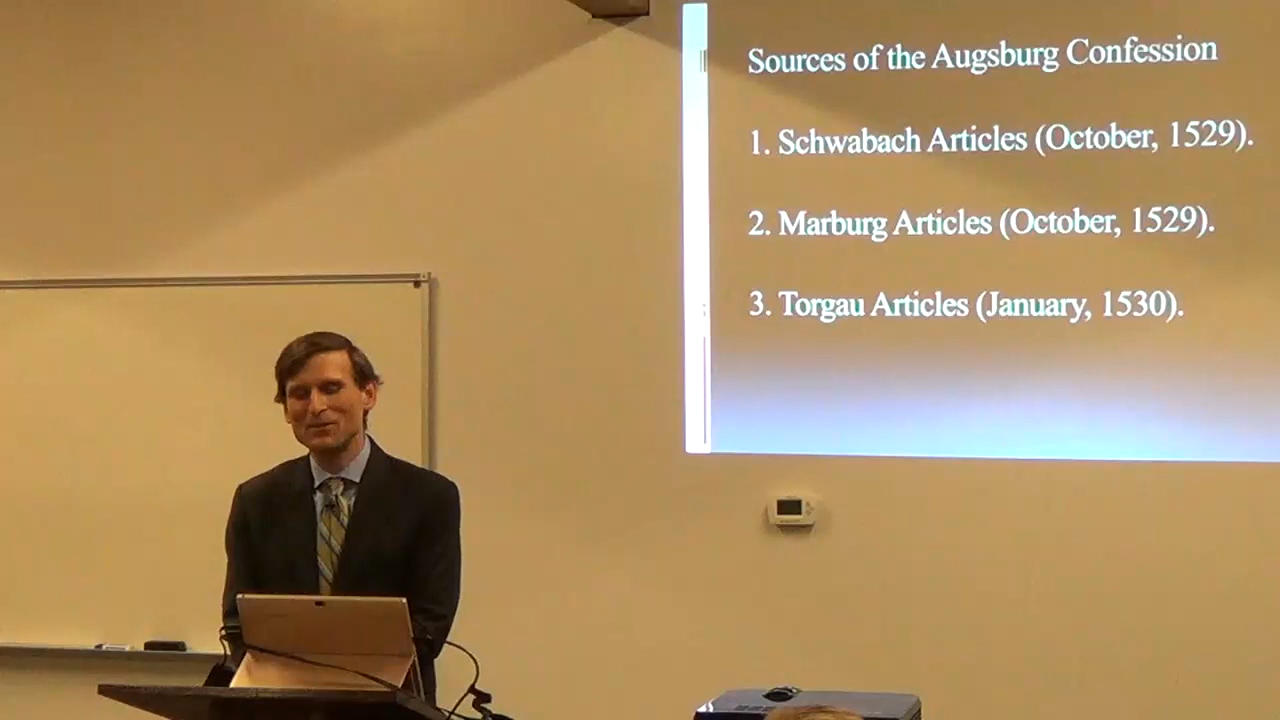 Sources of the Augsburg Confession
1. Schwabach Articles (October, 1529).
2. Marburg Articles (October, 1529).
3. Torgau Articles (January, 1530).